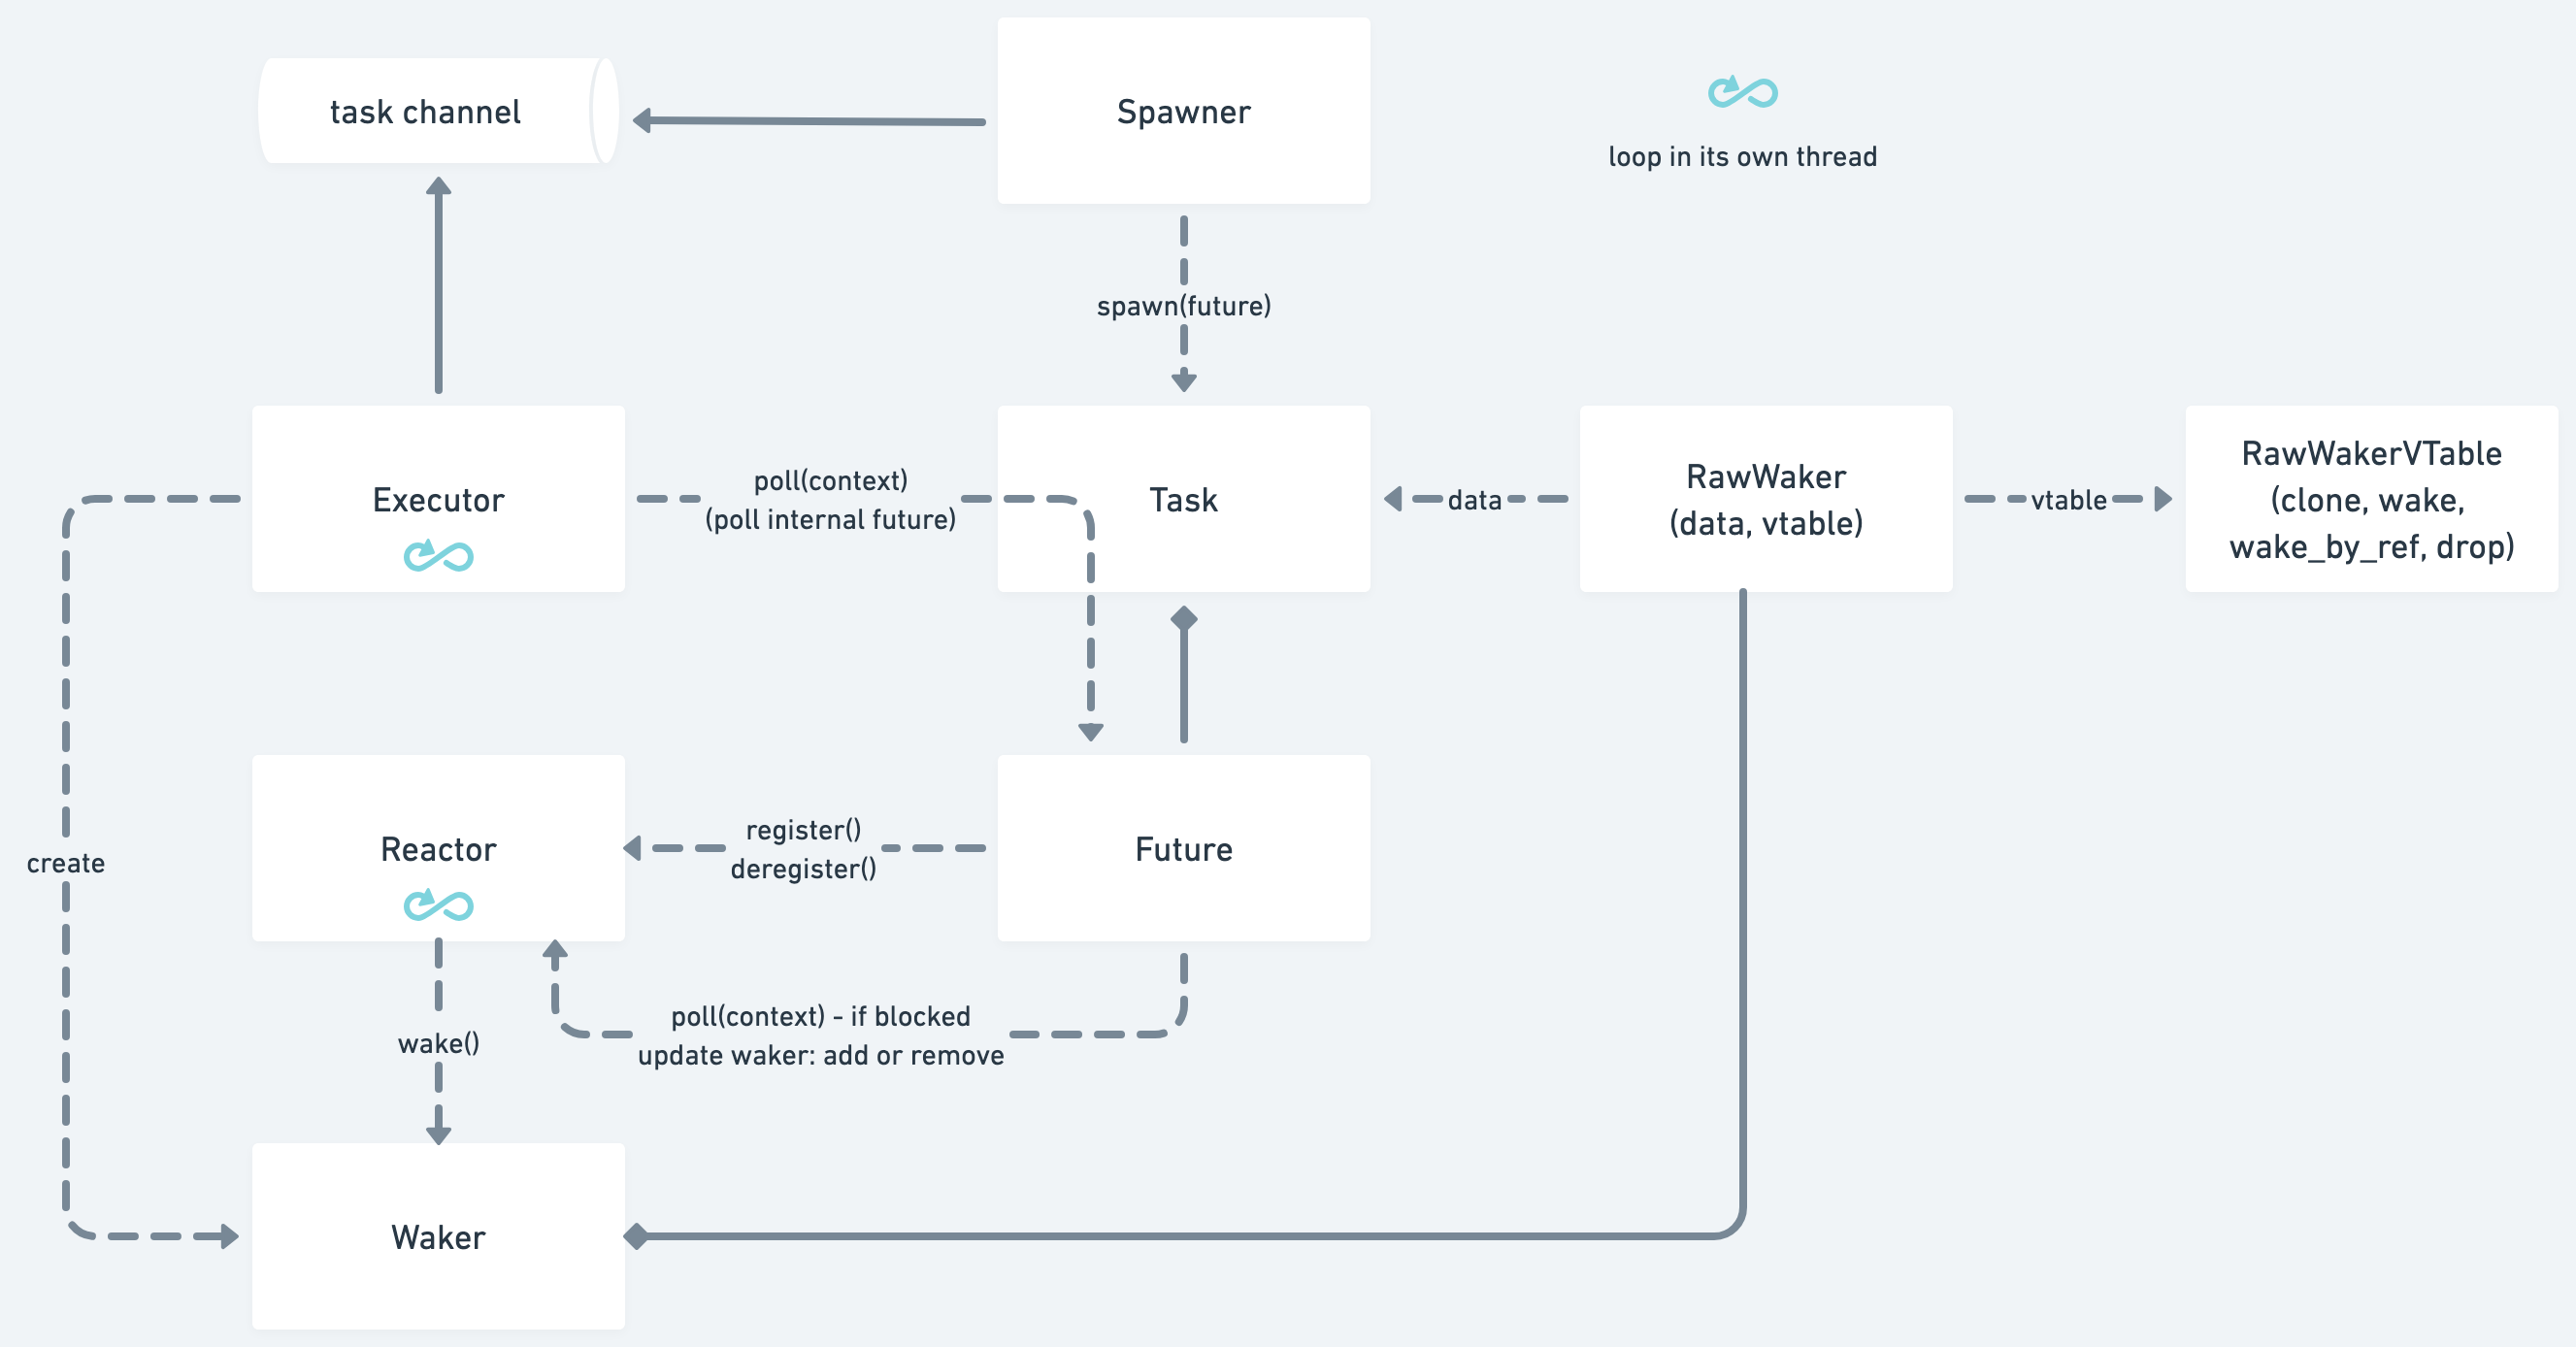 task channel
Spawner
loop in its own thread
spawn(future)
Executor
poll(context)
(poll internal future)
Task
data
RawWaker
(data, vtable)
vtable
RawWakerVTable
(clone, wake,
wake_by_ref, drop)
create
Reactor
register()
deregister()
Future
wake()
poll(context) - if blocked
update waker: add or remove
Waker